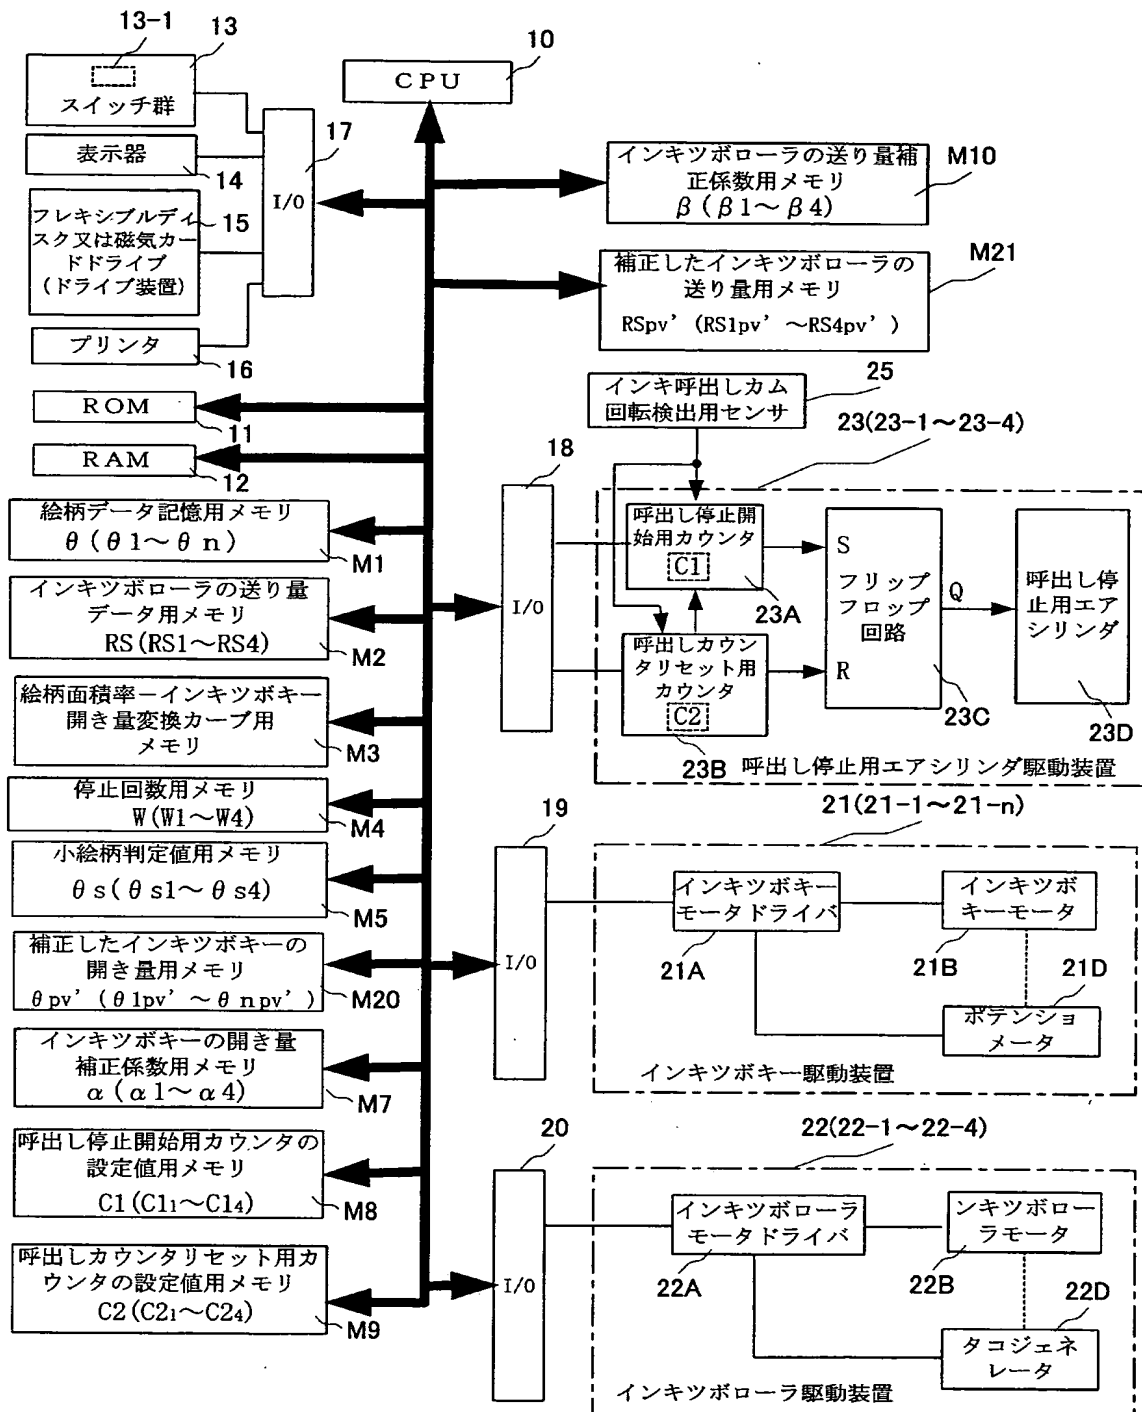 13-1
13
スイッチ群
10
CPU
17
I/O
表示器
14
フレキシブルディ
スク又は磁気カー
ドドライブ
(ドライブ装置)
15
プリンタ
16
ROM
11
RAM
12
インキツボローラの送り量補
正係数用メモリ
β(β1～β4)
M10
補正したインキツボローラの
送り量用メモリ
RSpv'(RS1pv'～RS4pv')
M21
インキ呼出しカム
回転検出用センサ
25
23(23-1～23-4)
18
I/O
呼出し停止開
始用カウンタ
C1
23A
呼出しカウン
タリセット用
カウンタ
C2
23B
S
フリップ
フロップ
回路
R
Q
23C
呼出し停
止用エア
シリンダ
23D
呼出し停止用エアシリンダ駆動装置
絵柄データ記憶用メモリ
θ(θ1～θn)
M1
インキツボローラの送り量
データ用メモリ
RS(RS1～RS4)
M2
絵柄面積率－インキツボキー
開き量変換カーブ用
メモリ
M3
停止回数用メモリ
W(W1～W4)
M4
小絵柄判定値用メモリ
θs(θs1～θs4)
M5
補正したインキツボキーの
開き量用メモリ
θpv'(θ1pv'～θnpv')
M20
インキツボキーの開き量
補正係数用メモリ
α(α1～α4)
M7
呼出し停止開始用カウンタの
設定値用メモリ
C1(C1₁～C1₄)
M8
呼出しカウンタリセット用カ
ウンタの設定値用メモリ
C2(C2₁～C2₄)
M9
19
I/O
21(21-1～21-n)
インキツボキー
モータドライバ
21A
インキツボ
キーモータ
21B
21D
ポテンショ
メータ
インキツボキー駆動装置
20
I/O
22(22-1～22-4)
インキツボローラ
モータドライバ
22A
ンキツボロー
ラモータ
22B
22D
タコジェネ
レータ
インキツボローラ駆動装置